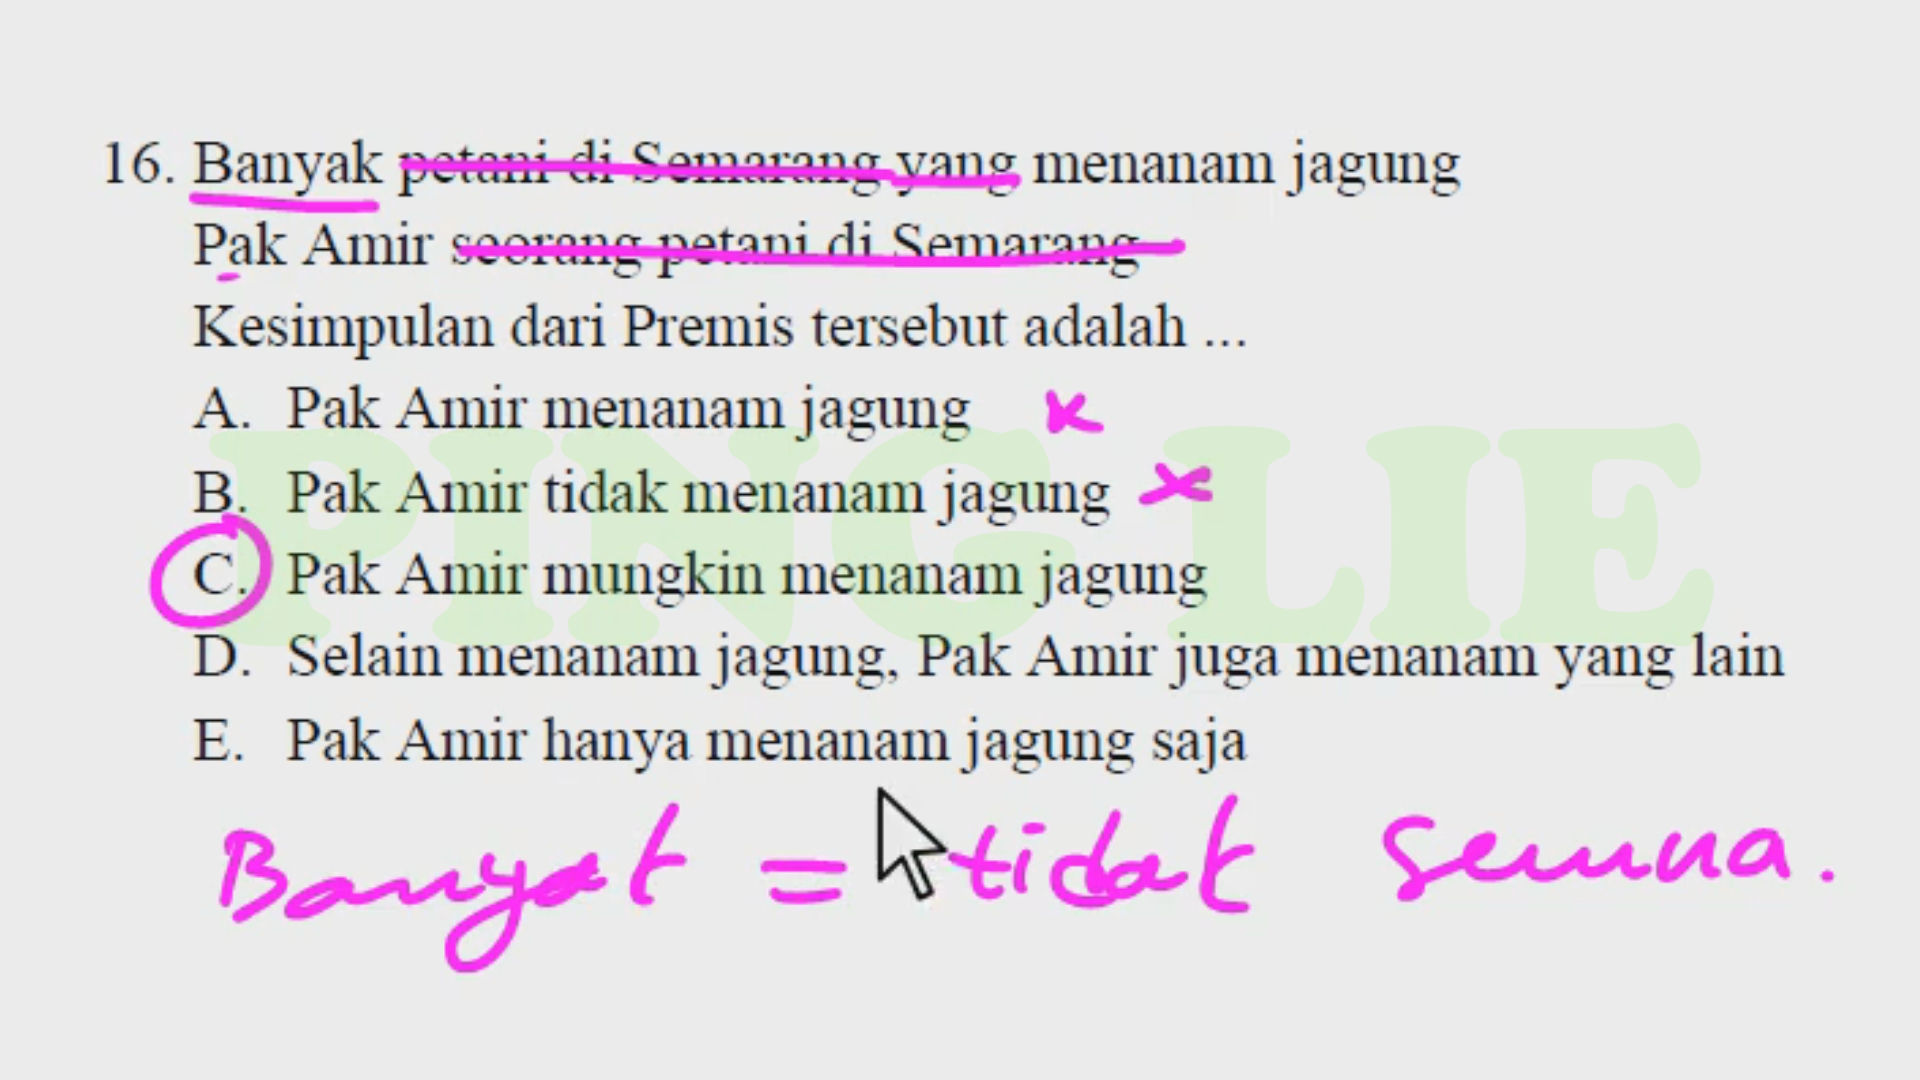 16. Banyak petani di Semarang yang menanam jagung
Pak Amir seorang petani di Semarang
Kesimpulan dari Premis tersebut adalah ...
A. Pak Amir menanam jagung
B. Pak Amir tidak menanam jagung
C. Pak Amir mungkin menanam jagung
D. Selain menanam jagung, Pak Amir juga menanam yang lain
E. Pak Amir hanya menanam jagung saja
Banyak = tidak semua.
PING LIE